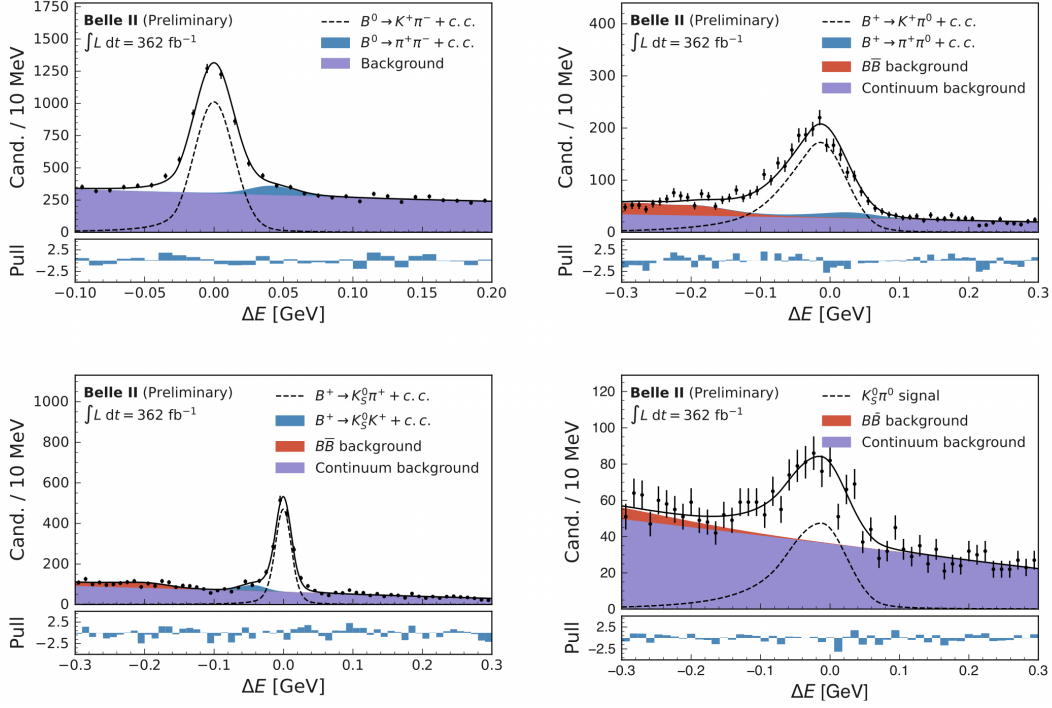 Belle II (Preliminary)
∫L dt = 362 fb⁻¹
B⁰ → K⁺π⁻ + c. c.
B⁰ → π⁺π⁻ + c. c.
Background
Cand. / 10 MeV
1750
1500
1250
1000
750
500
250
0
Pull
2.5
−2.5
−0.10 −0.05 0.00 0.05 0.10 0.15 0.20
ΔE [GeV]
Belle II (Preliminary)
∫L dt = 362 fb⁻¹
B⁺ → K⁺π⁰ + c. c.
B⁺ → π⁺π⁰ + c. c.
BB̅ background
Continuum background
Cand. / 10 MeV
400
300
200
100
0
Pull
2.5
−2.5
−0.3 −0.2 −0.1 0.0 0.1 0.2 0.3
ΔE [GeV]
Belle II (Preliminary)
∫L dt = 362 fb⁻¹
B⁺ → K⁰_Sπ⁺ + c. c.
B⁺ → K⁰_SK⁺ + c. c.
BB̅ background
Continuum background
Cand. / 10 MeV
1000
800
600
400
200
0
Pull
2.5
−2.5
−0.3 −0.2 −0.1 0.0 0.1 0.2 0.3
ΔE [GeV]
Belle II (Preliminary)
∫L dt = 362 fb⁻¹
K⁰_Sπ⁰ signal
BB̄ background
Continuum background
Cand. / 10 MeV
120
100
80
60
40
20
0
Pull
2.5
−2.5
−0.3 −0.2 −0.1 0.0 0.1 0.2 0.3
ΔE [GeV]